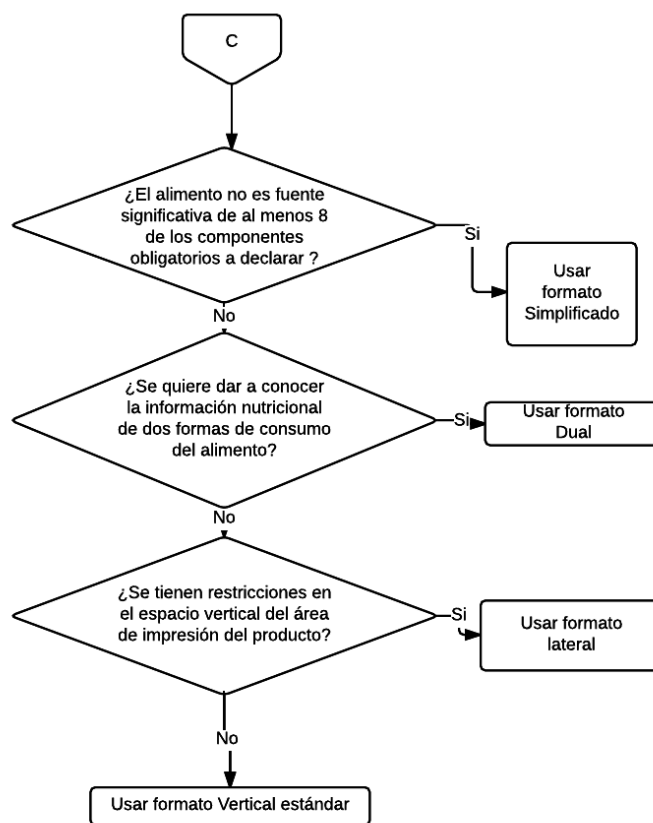 C
¿El alimento no es fuente
significativa de al menos 8
de los componentes
obligatorios a declarar ?
Si
Usar
formato
Simplificado
No
¿Se quiere dar a conocer
la información nutricional
de dos formas de consumo
del alimento?
Si
Usar formato
Dual
No
¿Se tienen restricciones en
el espacio vertical del área
de impresión del producto?
Si
Usar formato
lateral
No
Usar formato Vertical estándar